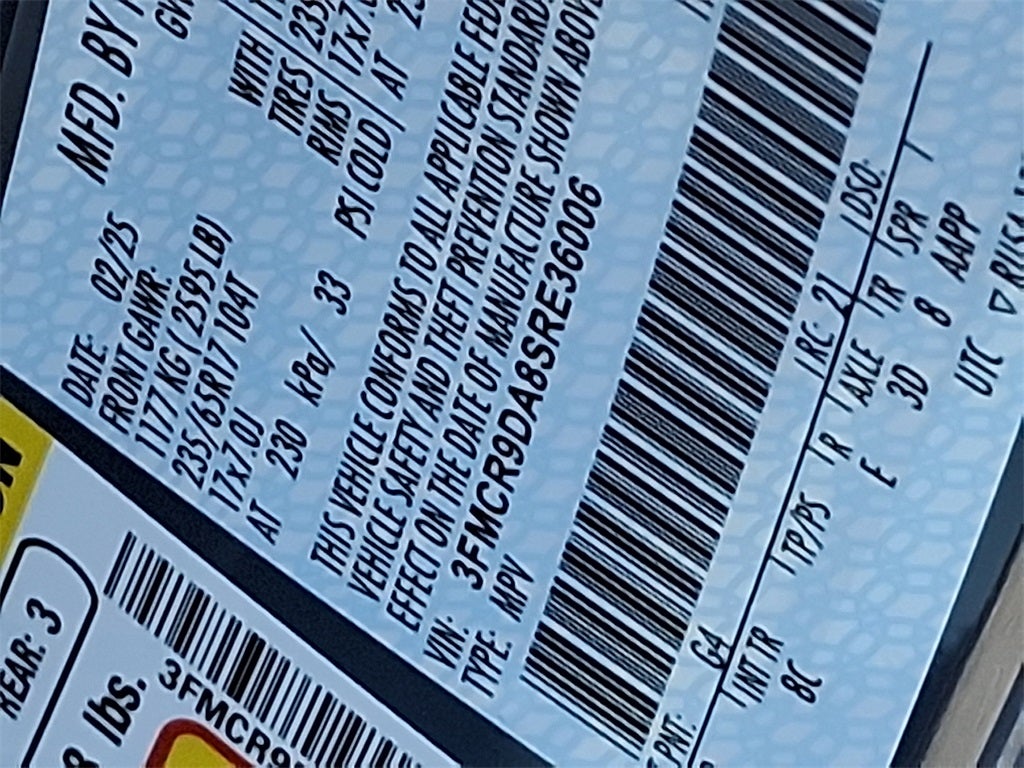 MFD. BY
DATE: 02/25
FRONT GAWR:
1177 KG ( 2595 LB)
WITH
235/65R17 104T
TIRES
17x7.0J
RIMS
AT 230 kPa/ 33 PSI COLD
AT
THIS VEHICLE CONFORMS TO ALL APPLICABLE
VEHICLE SAFETY AND THEFT PREVENTION STANDARD
EFFECT ON THE DATE OF MANUFACTURE SHOWN ABOVE
VIN: 3FMCR9DA8SRE36006
TYPE: MPV
PNT: G4 RC: 21 DSO:
INT TR TP/PS R AXLE TR SPR
8C E 3D 8 AAPP
UTC
REAR: 3
lbs.
3FMCR9